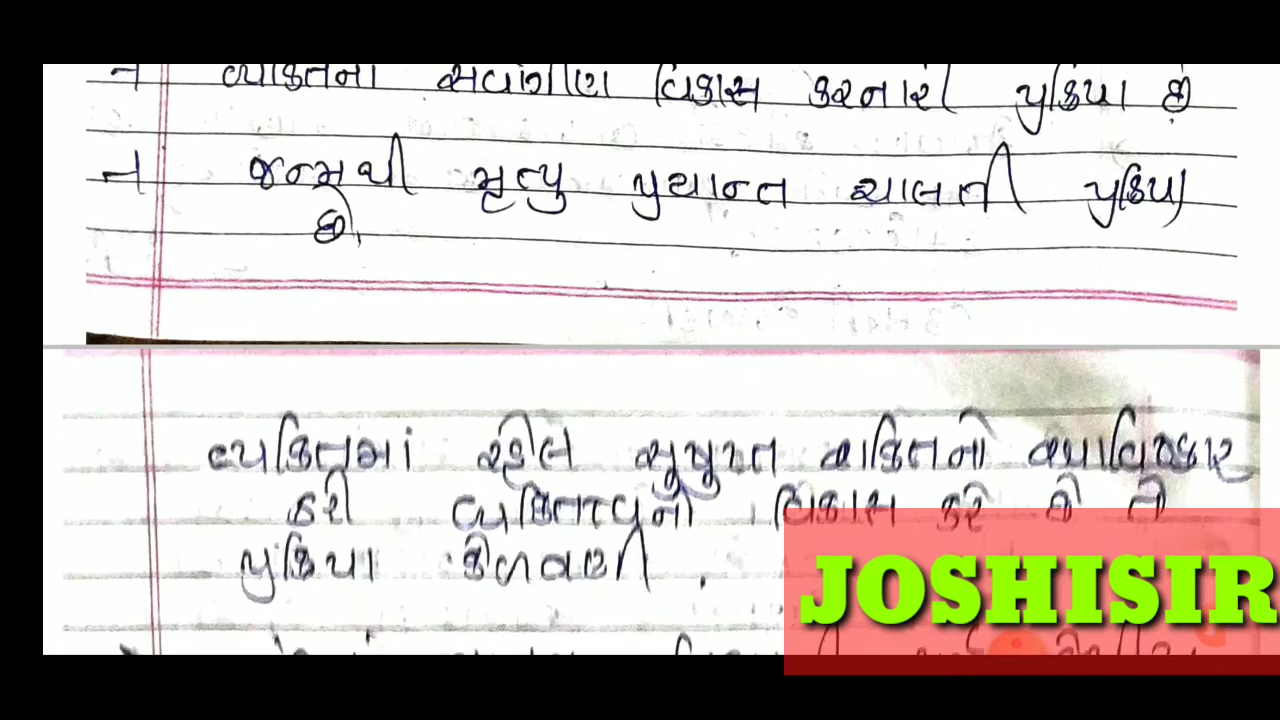 → વ્યક્તિના સર્વાંગીણ વિકાસ કરનારી પ્રક્રિયા છે
→ જન્મથી મૃત્યુ પ્રયાન્ત ચાલતી પ્રક્રિયા
છે.
વ્યક્તિમાં રહેલ સુષુપ્ત શક્તિનો આવિષ્કાર
કરી વ્યક્તિત્વનો વિકાસ કરે છે તે
પ્રક્રિયા કેળવણી.
JOSHISIR